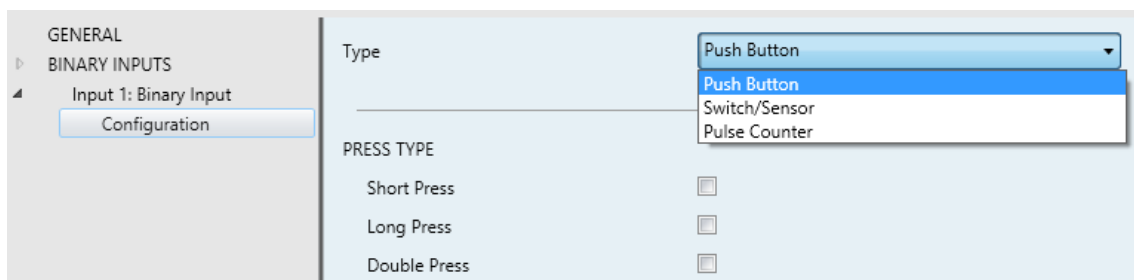 GENERAL
BINARY INPUTS
Input 1: Binary Input
Configuration
Type
Push Button
Push Button
Switch/Sensor
Pulse Counter
PRESS TYPE
Short Press
Long Press
Double Press